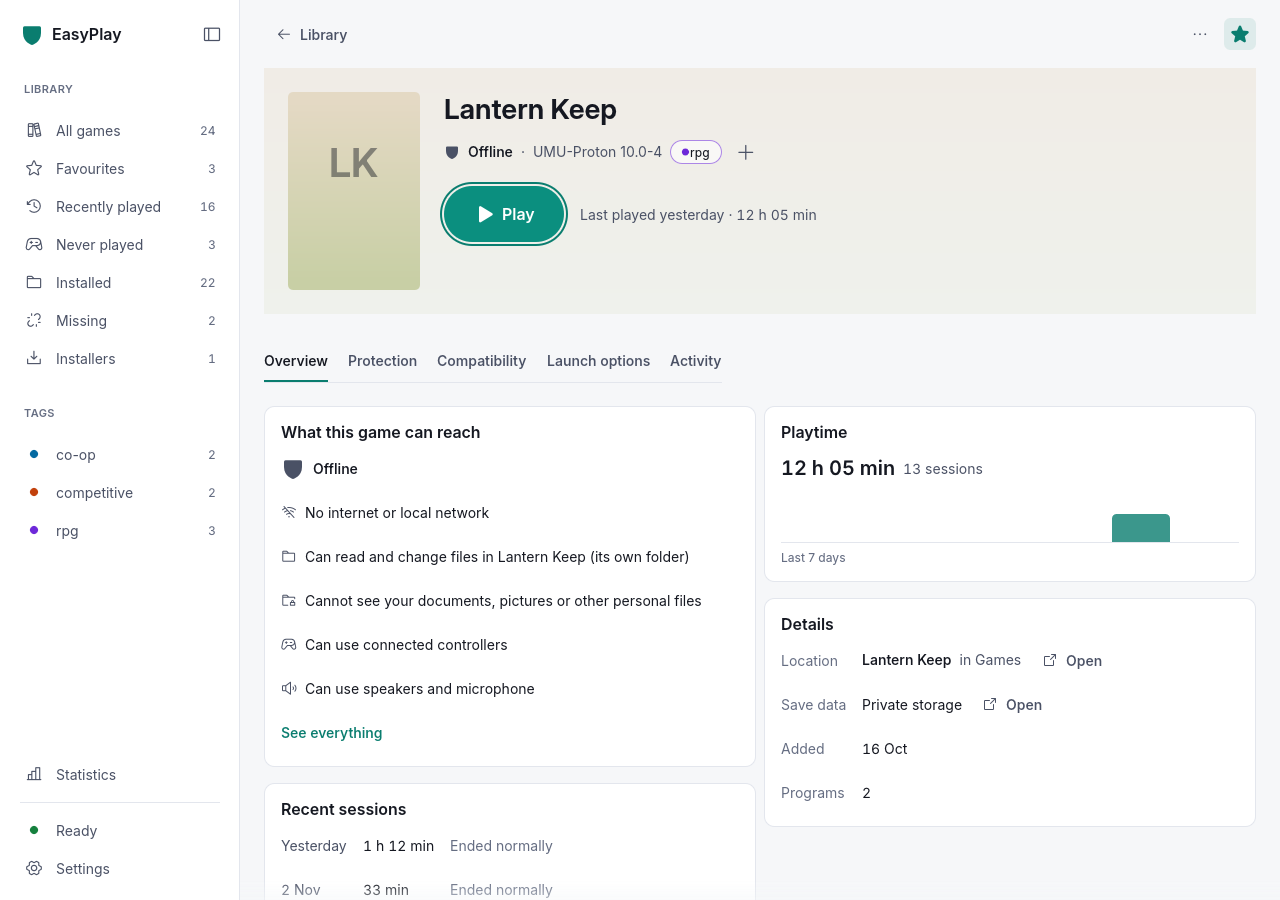 EasyPlay
LIBRARY
All games 24
Favourites 3
Recently played 16
Never played 3
Installed 22
Missing 2
Installers 1
TAGS
co-op 2
competitive 2
rpg 3
Statistics
Ready
Settings
Library
LK
Lantern Keep
Offline · UMU-Proton 10.0-4 rpg
Play
Last played yesterday · 12 h 05 min
Overview Protection Compatibility Launch options Activity
What this game can reach
Offline
No internet or local network
Can read and change files in Lantern Keep (its own folder)
Cannot see your documents, pictures or other personal files
Can use connected controllers
Can use speakers and microphone
See everything
Recent sessions
Yesterday 1 h 12 min Ended normally
2 Nov 33 min Ended normally
Playtime
12 h 05 min 13 sessions
Last 7 days
Details
Location Lantern Keep in Games Open
Save data Private storage Open
Added 16 Oct
Programs 2